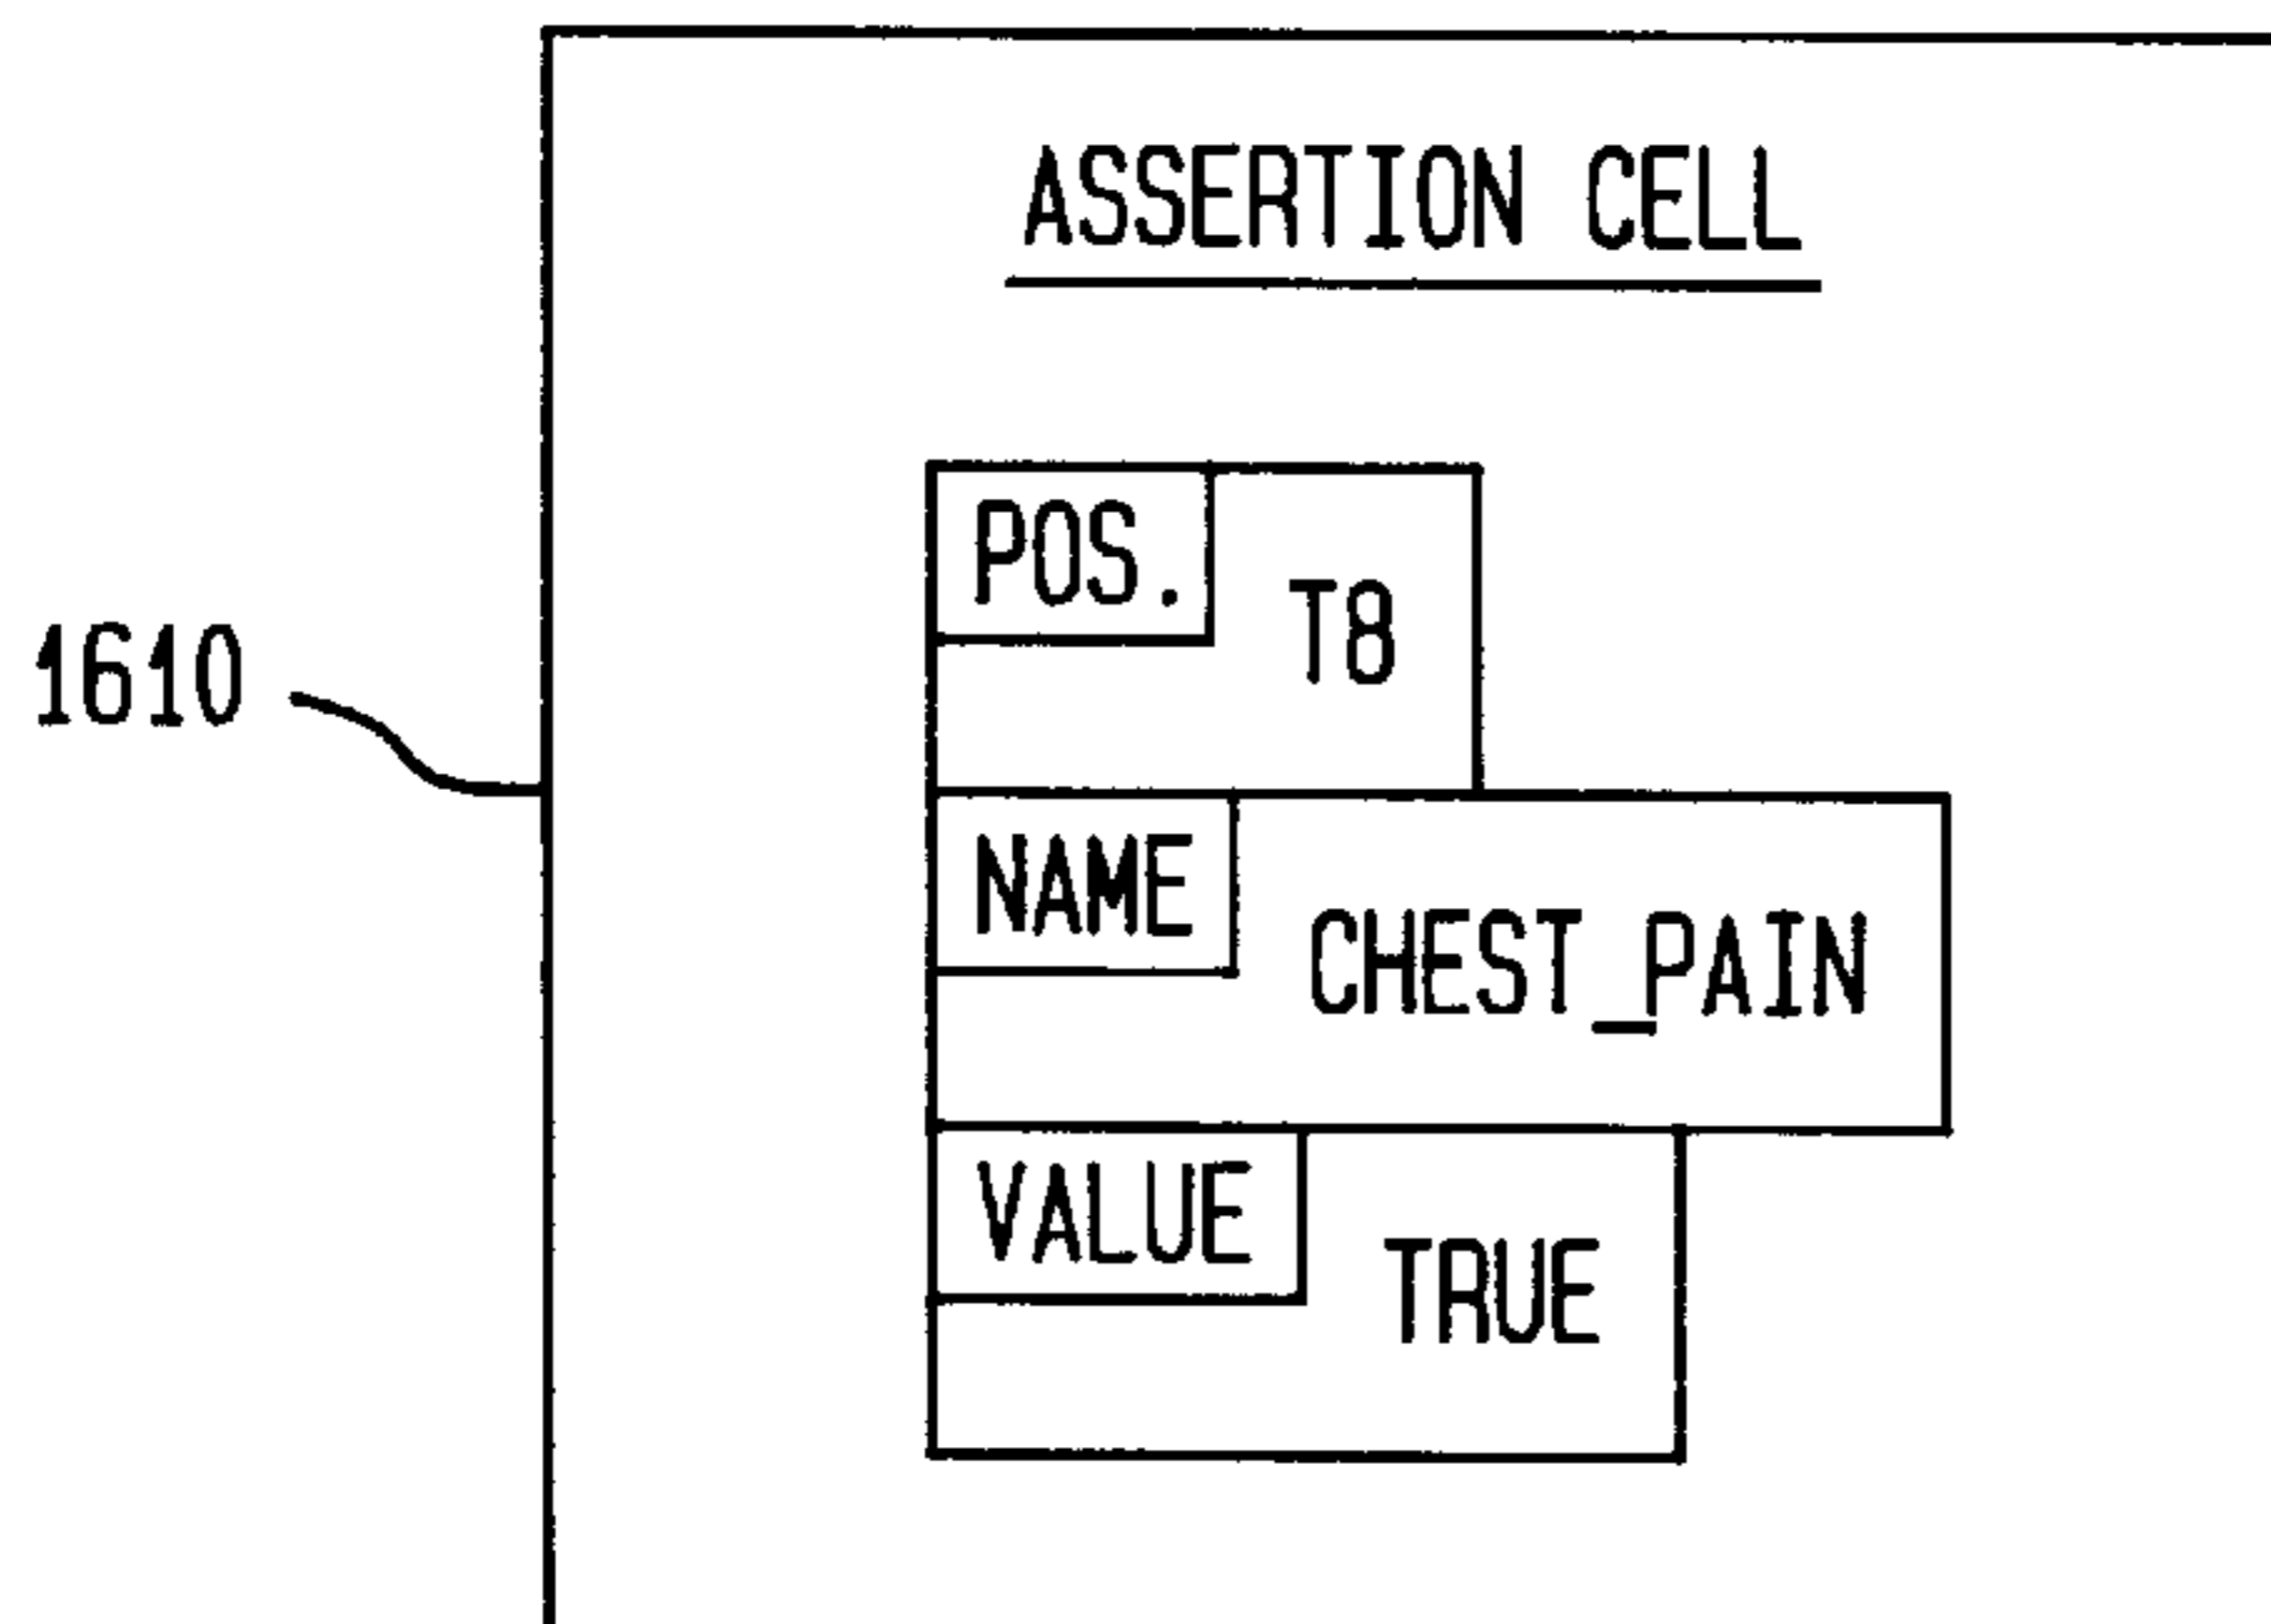 ASSERTION CELL
POS.
T8
1610
NAME
CHEST_PAIN
VALUE
TRUE